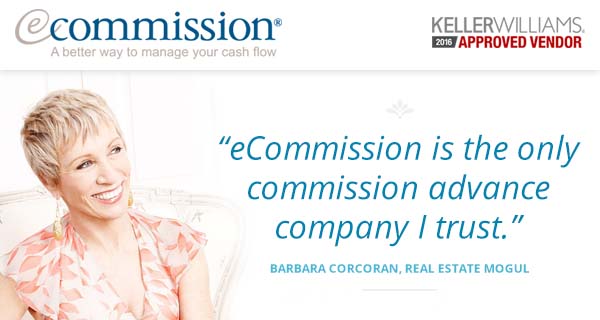 ecommission®
A better way to manage your cash flow
KELLERWILLIAMS®
2016 APPROVED VENDOR
“eCommission is the only
commission advance
company I trust.”
BARBARA CORCORAN, REAL ESTATE MOGUL